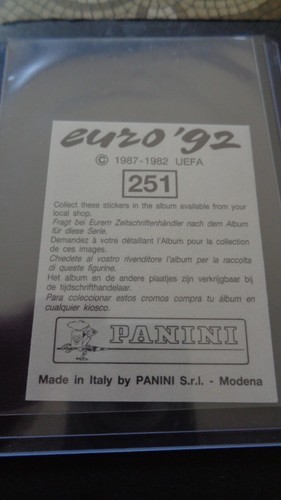 euro '92
© 1987-1982 UEFA
251
Collect these stickers in the album available from your
local shop.
Fragt bei Eurem Zeitschriftenhändler nach dem Album
für diese Serie.
Demandez à votre détaillant l'Album pour la collection
de ces images.
Chiedete al vostro rivenditore l'album per la raccolta
di queste figurine.
Het album en de andere plaatjes zijn verkrijgbaar bij
de tijdschrifthandelaar.
Para coleccionar estos cromos compra tu álbum en
cualquier kiosco.
PANINI
Made in Italy by PANINI S.r.l. - Modena